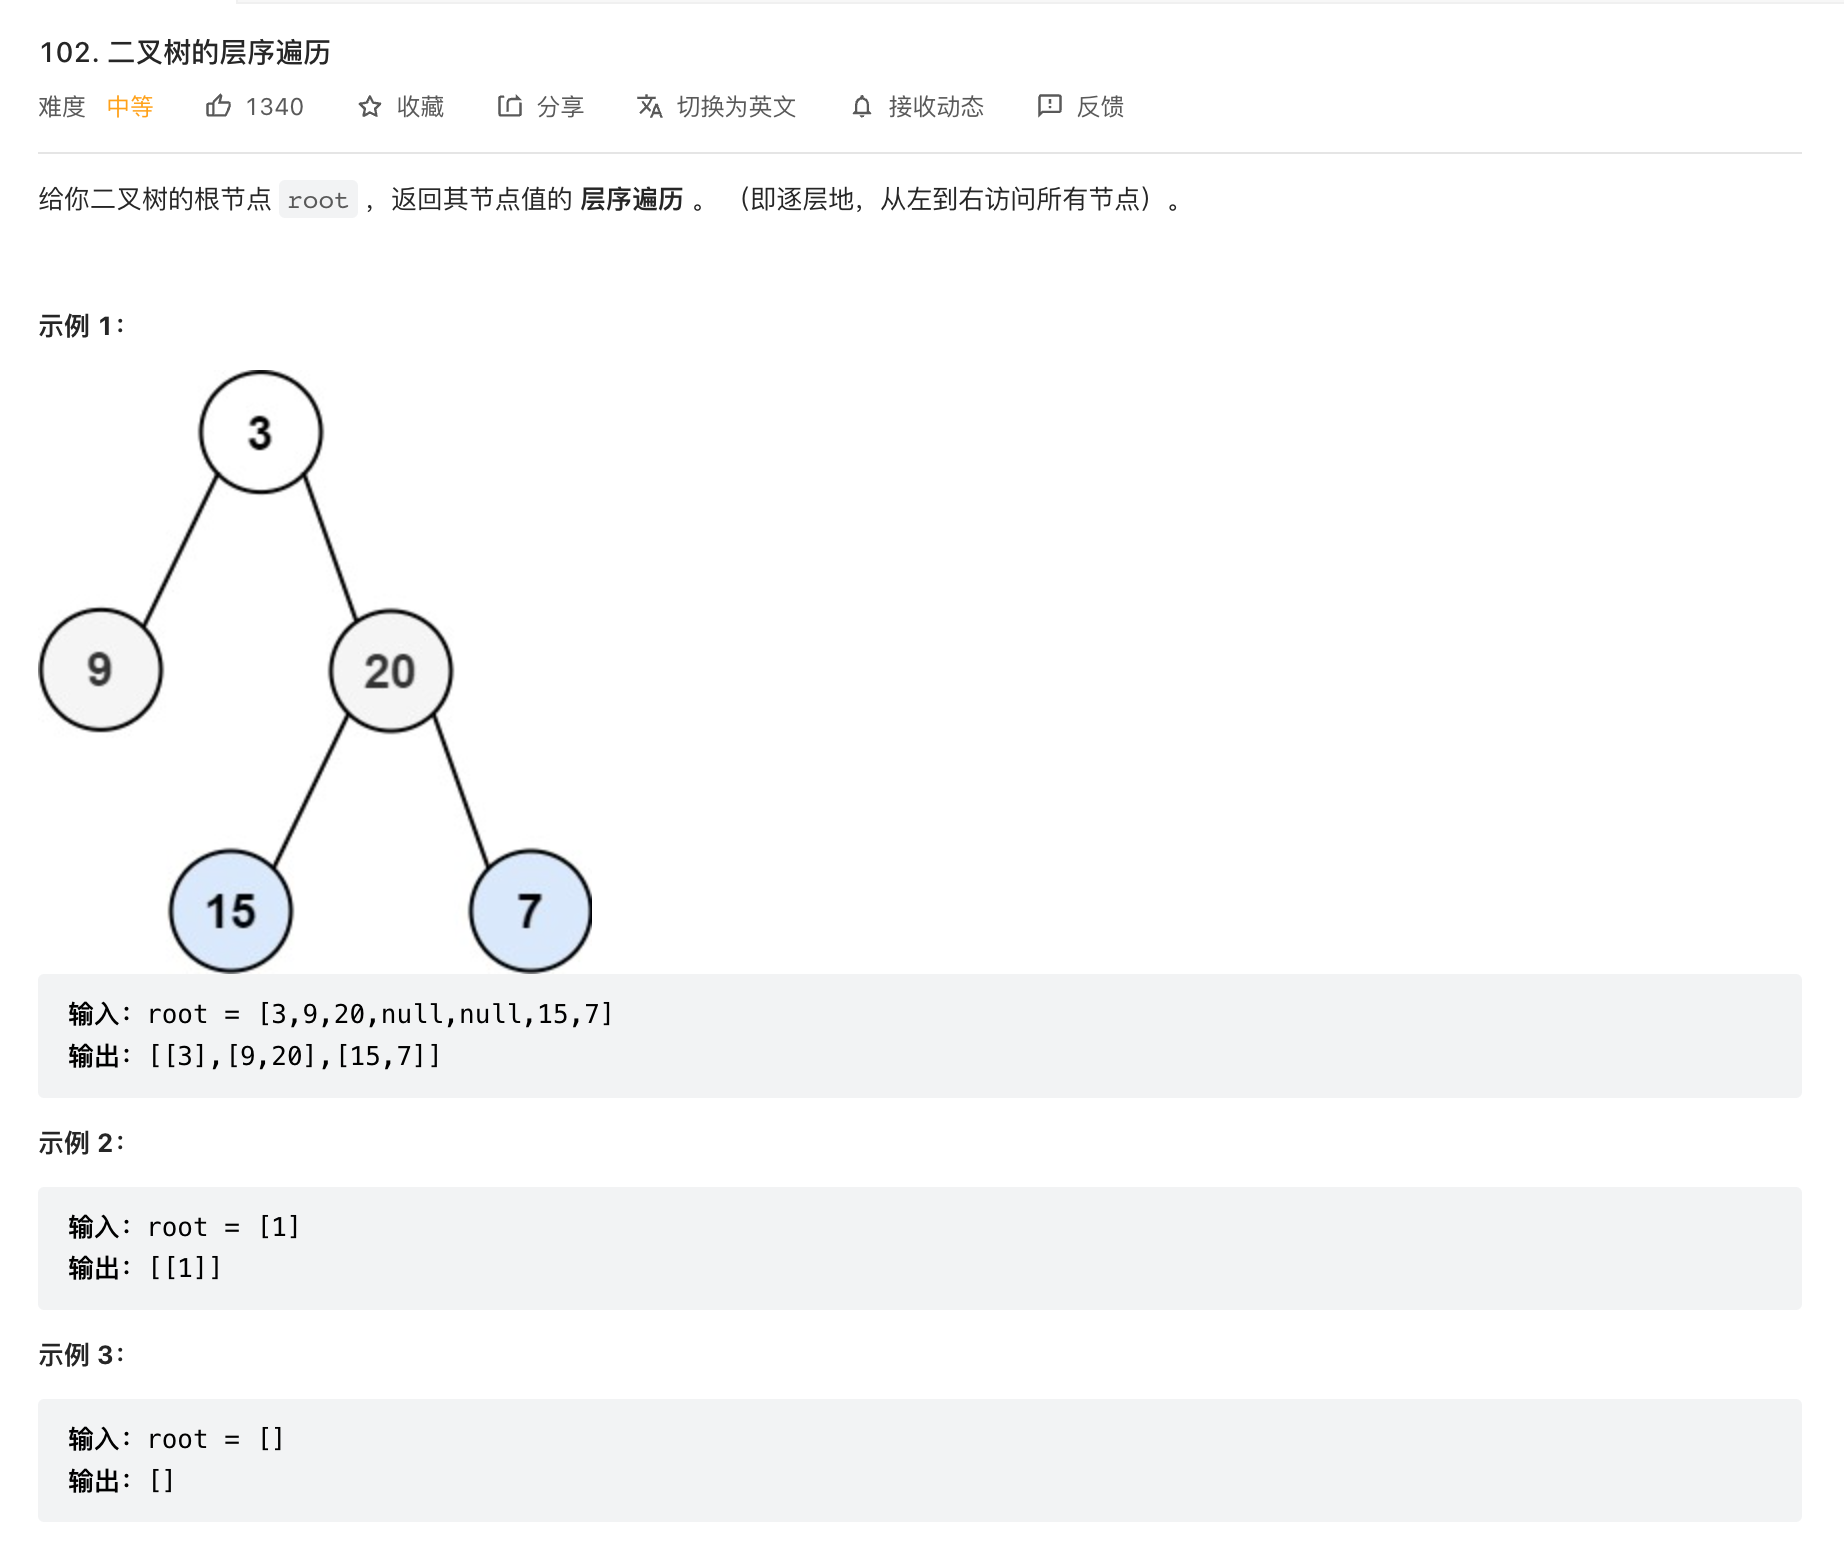 102. 二叉树的层序遍历
难度 中等 1340 收藏 分享 切换为英文 接收动态 反馈
给你二叉树的根节点 root ，返回其节点值的 层序遍历 。 （即逐层地，从左到右访问所有节点）。
示例 1：
3
9 20
15 7
输入：root = [3,9,20,null,null,15,7]
输出：[[3],[9,20],[15,7]]
示例 2：
输入：root = [1]
输出：[[1]]
示例 3：
输入：root = []
输出：[]